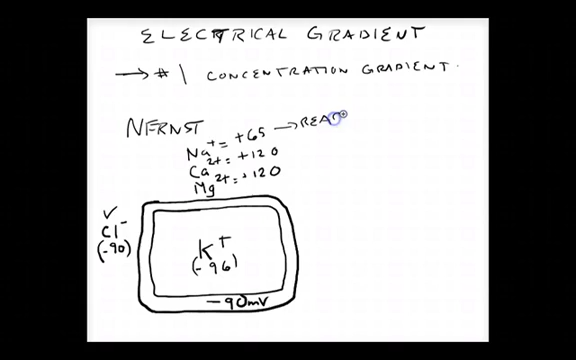 ELECTRICAL GRADIENT
→ #1 CONCENTRATION GRADIENT.
NERNST
Na⁺ = +65 → REA
Ca²⁺ = +120
Mg²⁺ = +120
✓
Cl⁻
(-90)
K⁺
(-96)
-90mV